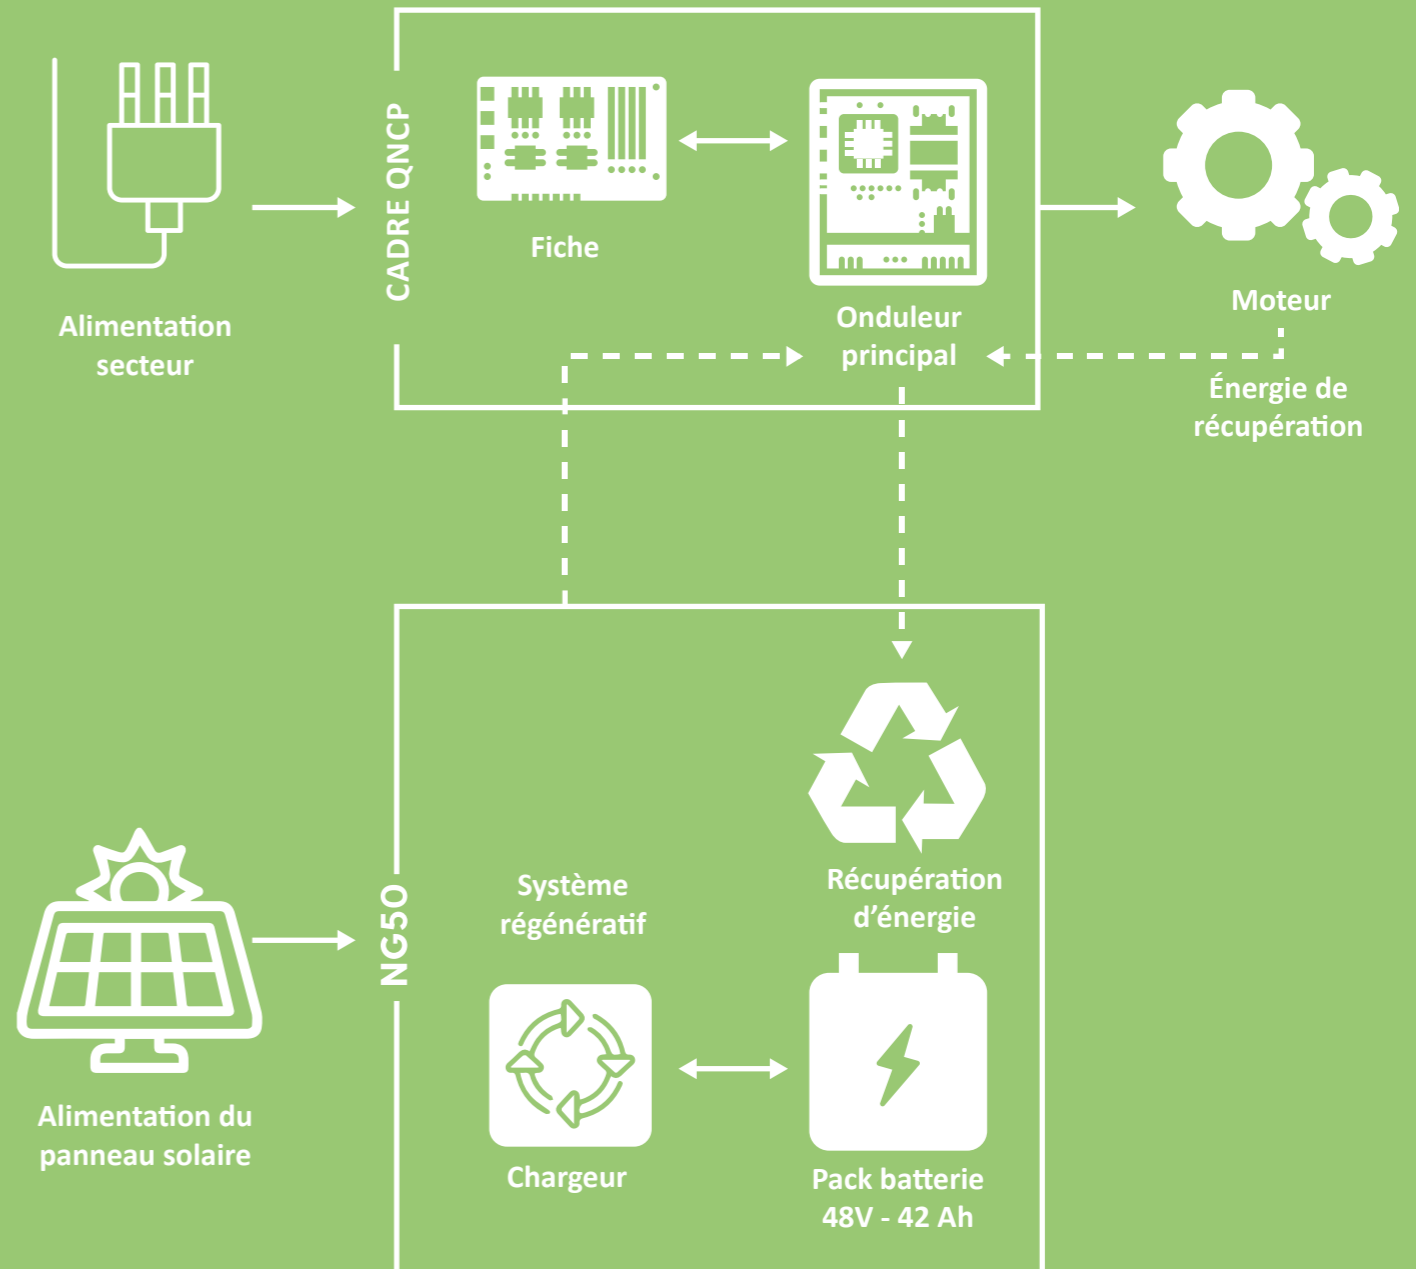 CADRE QNCP
Fiche
Onduleur
principal
Alimentation
secteur
Moteur
Énergie de
récupération
NG50
Système
régénératif
Récupération
d’énergie
Alimentation du
panneau solaire
Chargeur
Pack batterie
48V - 42 Ah